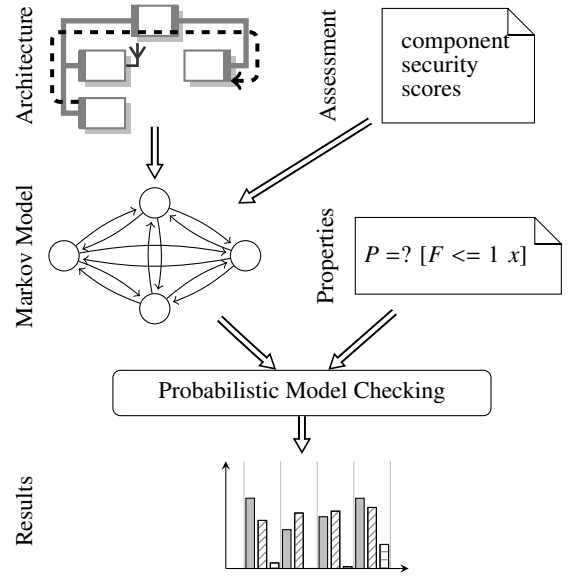 Architecture
Assessment
component
security
scores
Markov Model
Properties
P =? [F <= 1 x]
Probabilistic Model Checking
Results